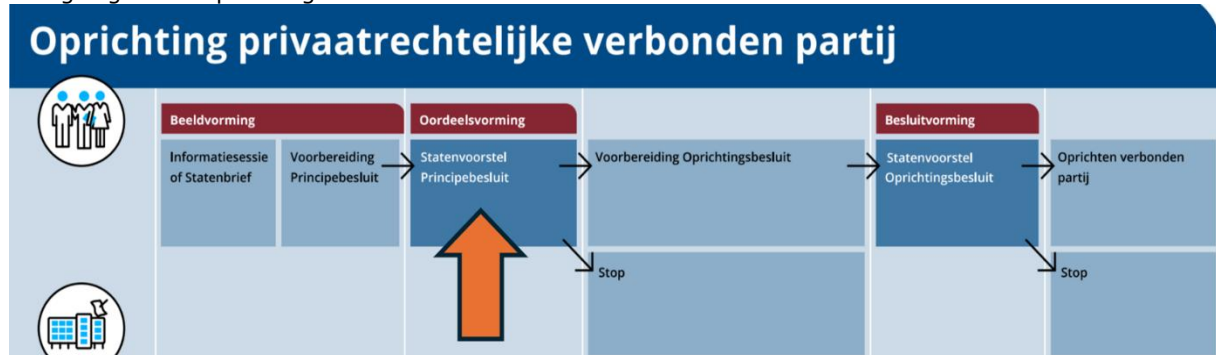 Oprichting privaatrechtelijke verbonden partij
Beeldvorming
Oordeelsvorming
Besluitvorming
Informatiesessie
of Statenbrief
Voorbereiding
Principebesluit
Statenvoorstel
Principebesluit
Voorbereiding Oprichtingsbesluit
Statenvoorstel
Oprichtingsbesluit
Oprichten verbonden
partij
Stop
Stop